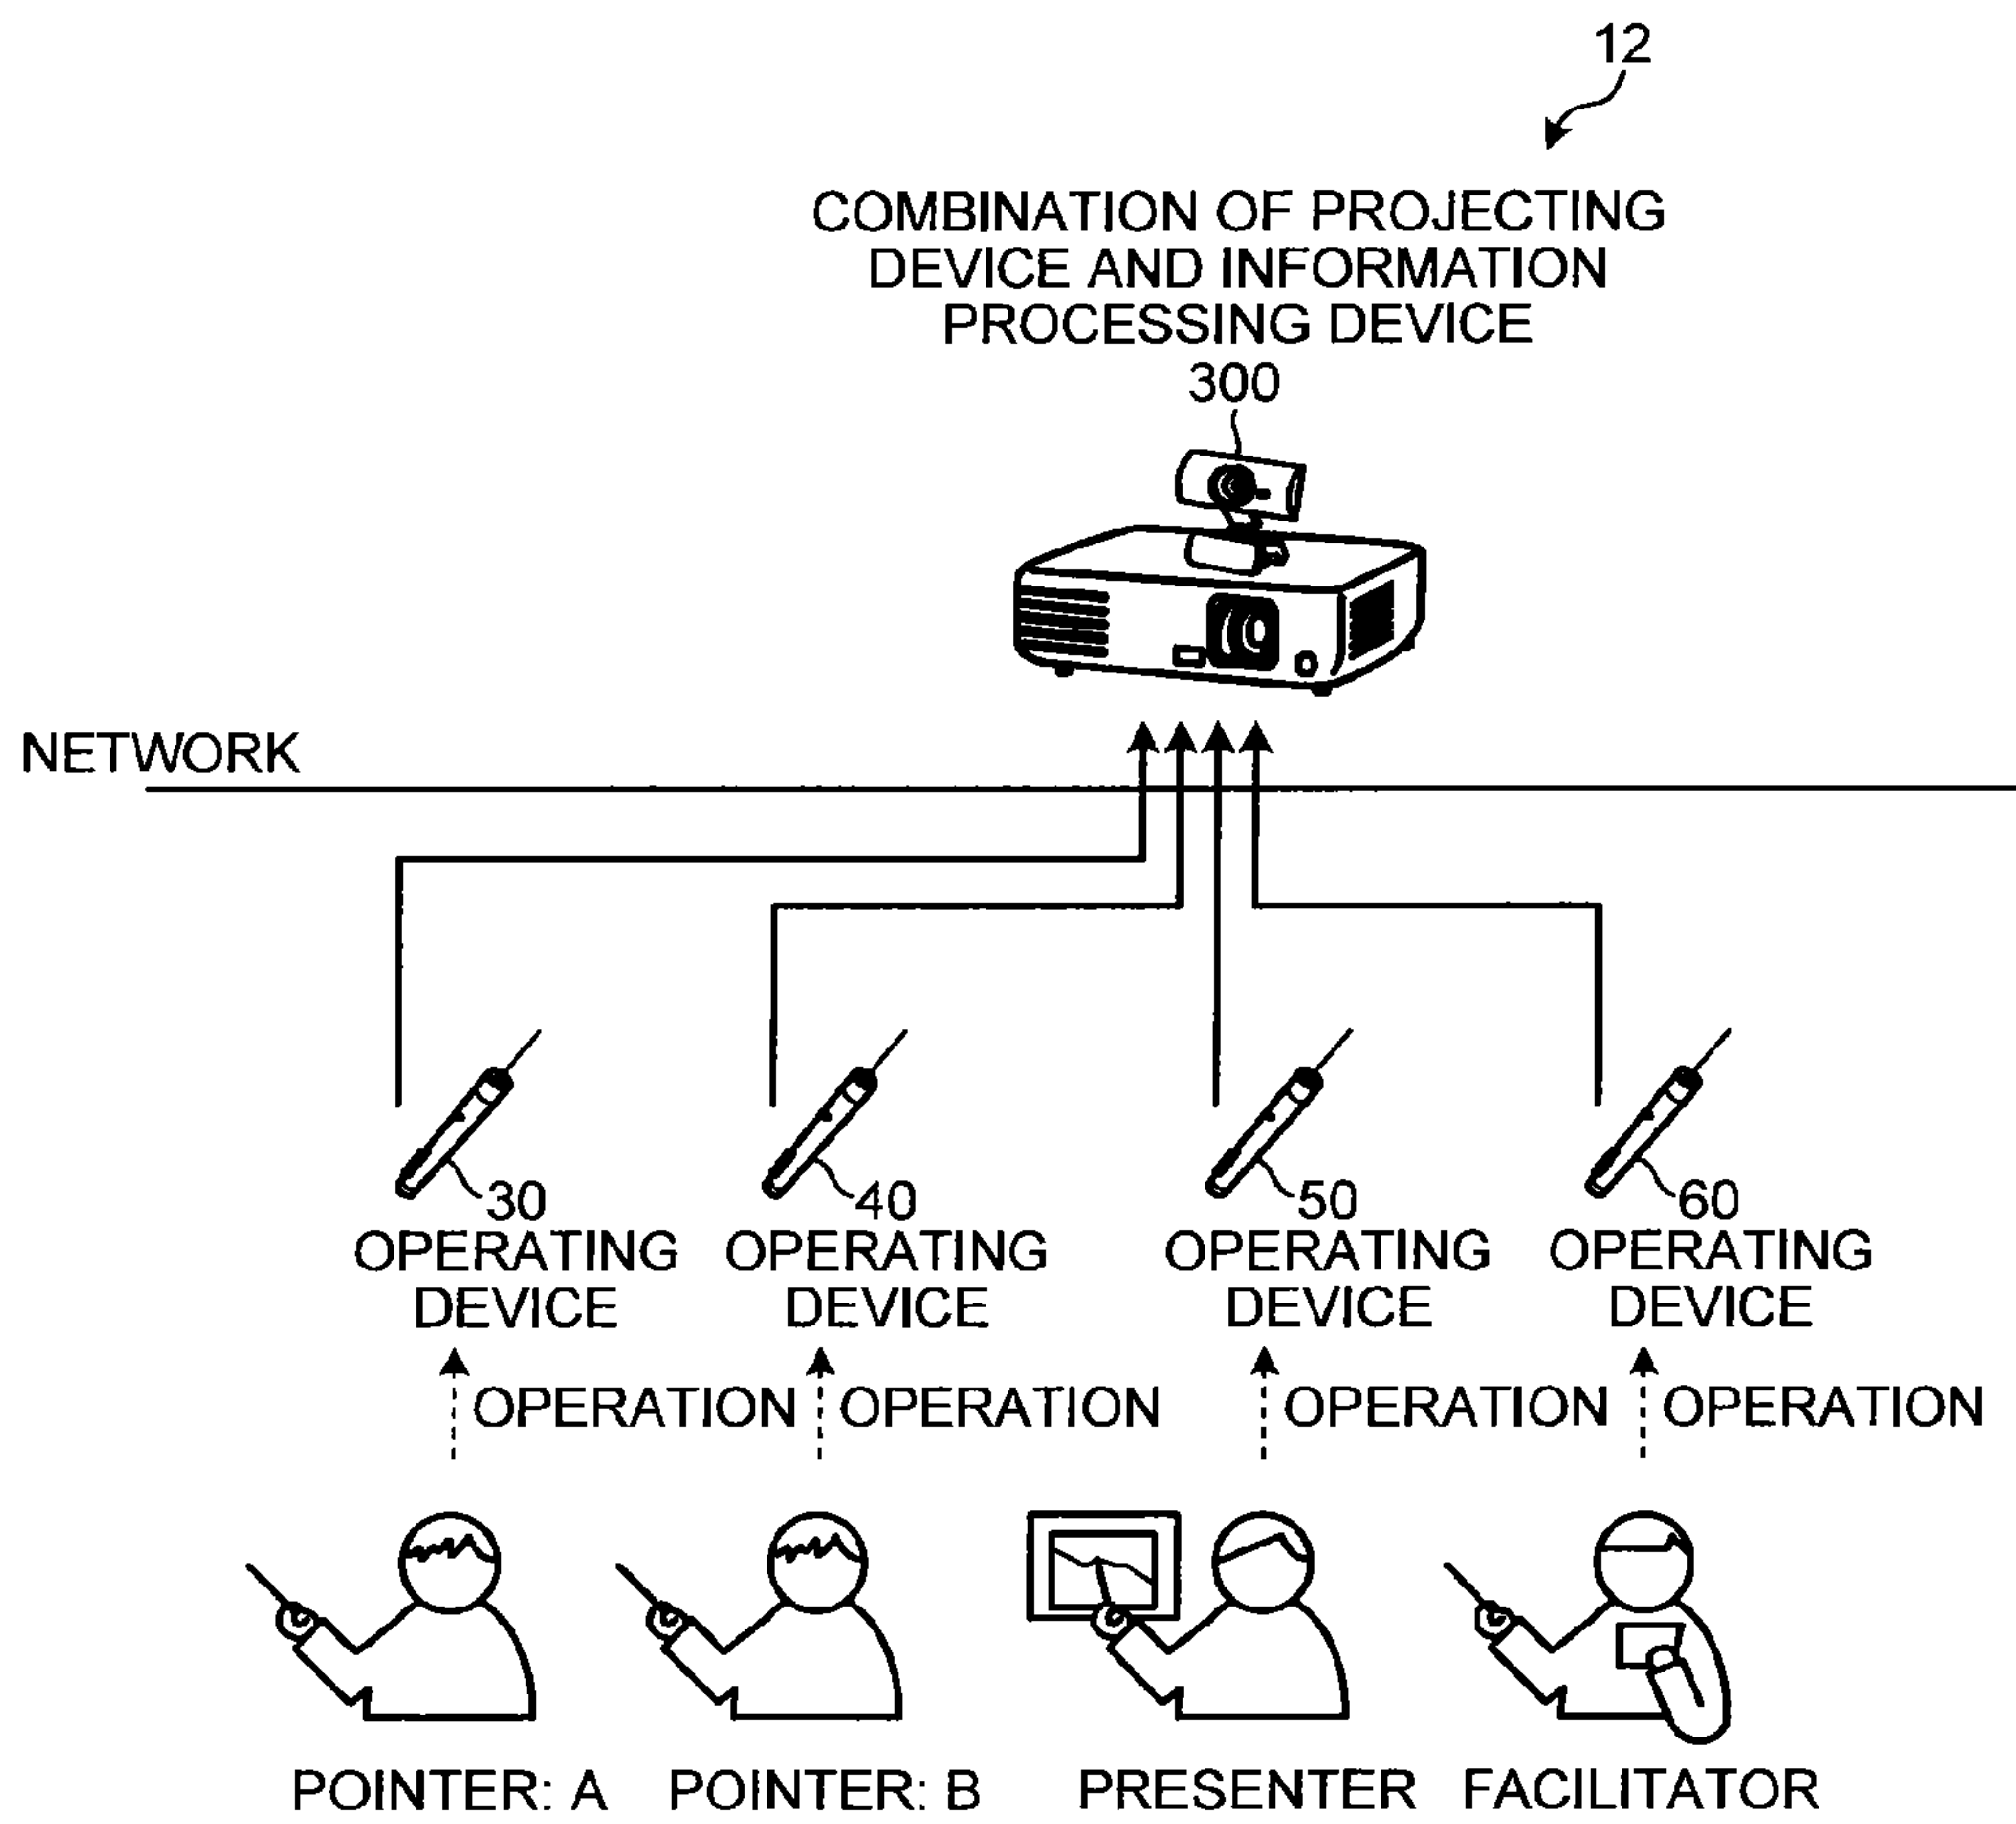 12
COMBINATION OF PROJECTING
DEVICE AND INFORMATION
PROCESSING DEVICE
300
NETWORK
30 40 50 60
OPERATING OPERATING OPERATING OPERATING
DEVICE DEVICE DEVICE DEVICE
OPERATION OPERATION OPERATION OPERATION
POINTER: A POINTER: B PRESENTER FACILITATOR